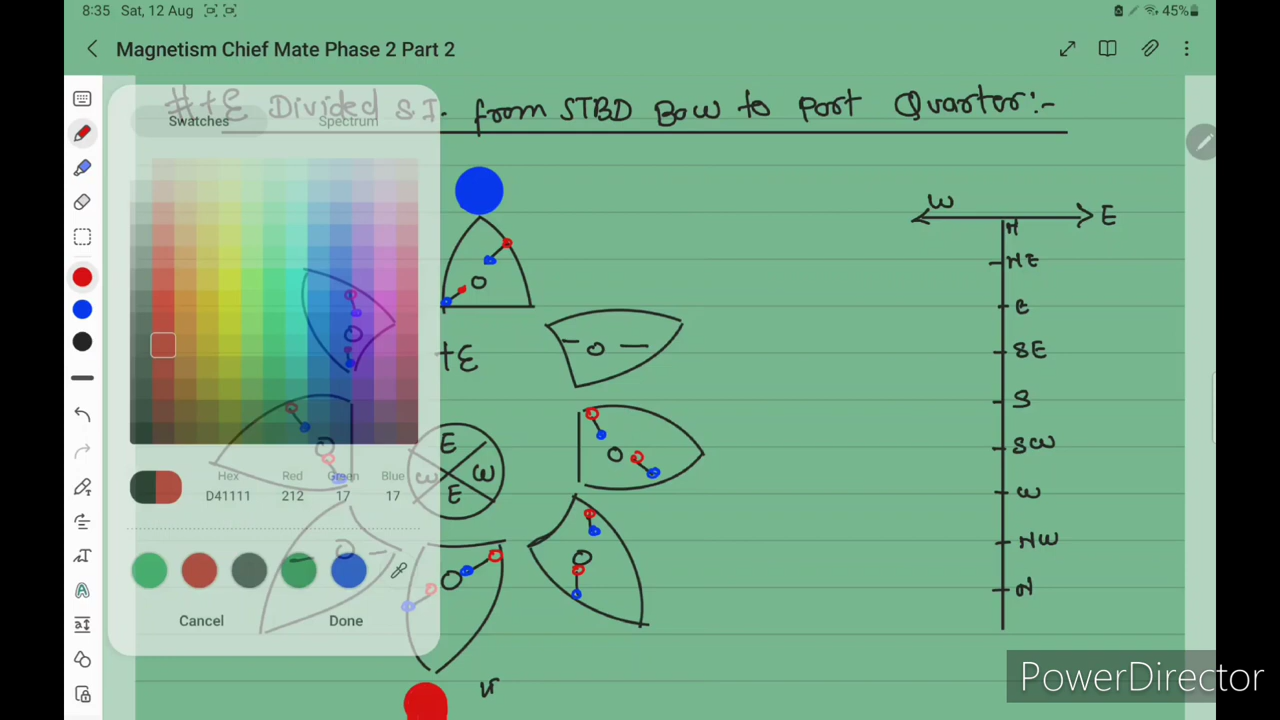 8:35 Sat, 12 Aug 45%
Magnetism Chief Mate Phase 2 Part 2
#+E Divided S.I. from STBD Bow to Port Quarter:-
Swatches Spectrum
W E
N
NE
E
+E
SE
S
E
W W
E
SW
W
NW
N
Hex Red Green Blue
D41111 212 17 17
Cancel Done
PowerDirector